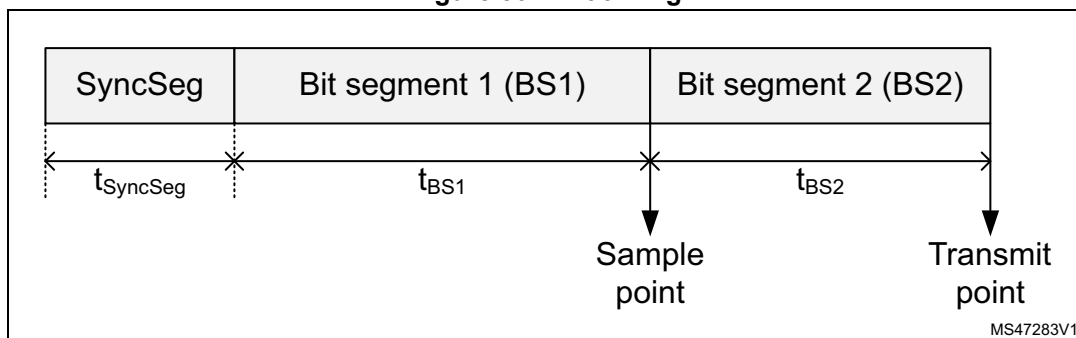 SyncSeg Bit segment 1 (BS1) Bit segment 2 (BS2)
tSyncSeg tBS1 tBS2
Sample point
Transmit point
MS47283V1